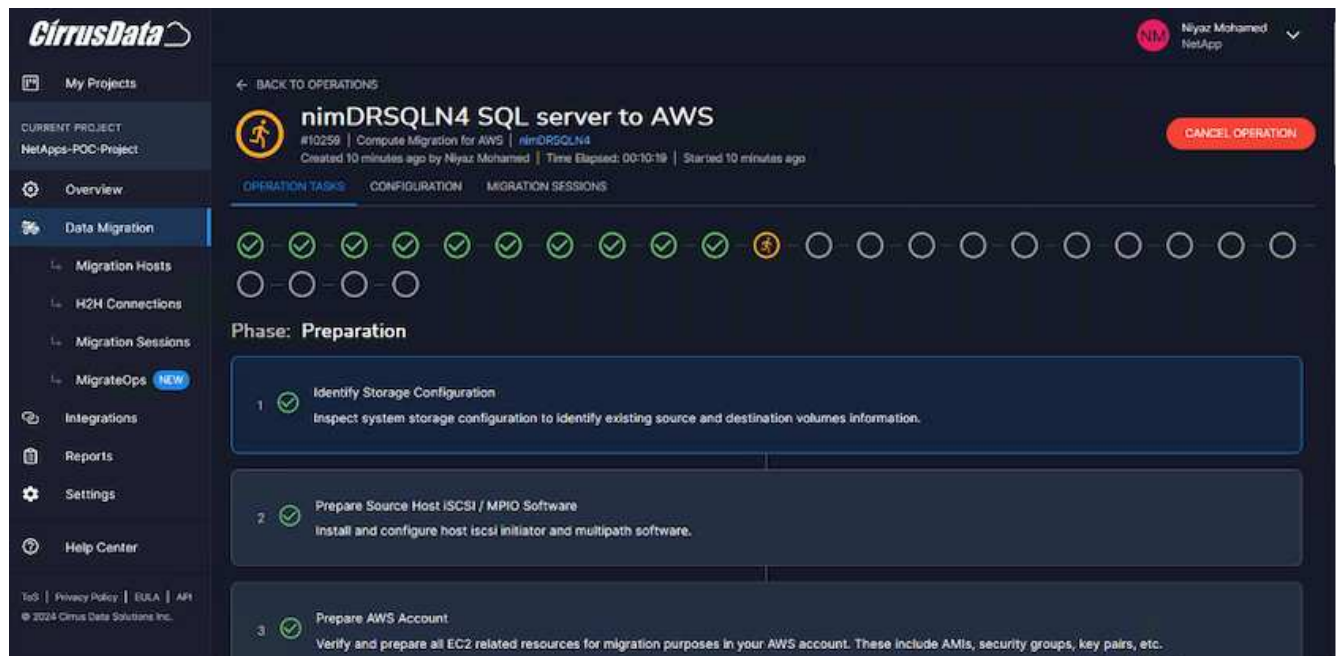 CirrusData
NM
Niyaz Mohamed
NetApp
My Projects
CURRENT PROJECT
NetApps-POC-Project
Overview
Data Migration
Migration Hosts
H2H Connections
Migration Sessions
MigrateOps NEW
Integrations
Reports
Settings
Help Center
ToS | Privacy Policy | EULA | API
© 2024 Cirrus Data Solutions Inc.
← BACK TO OPERATIONS
nimDRSQLN4 SQL server to AWS
#10259 | Compute Migration for AWS | nimDRSQLN4
Created 10 minutes ago by Niyaz Mohamed | Time Elapsed: 00:10:19 | Started 10 minutes ago
CANCEL OPERATION
OPERATION TASKS CONFIGURATION MIGRATION SESSIONS
Phase: Preparation
1 Identify Storage Configuration
Inspect system storage configuration to identify existing source and destination volumes information.
2 Prepare Source Host iSCSI / MPIO Software
Install and configure host iscsi initiator and multipath software.
3 Prepare AWS Account
Verify and prepare all EC2 related resources for migration purposes in your AWS account. These include AMIs, security groups, key pairs, etc.